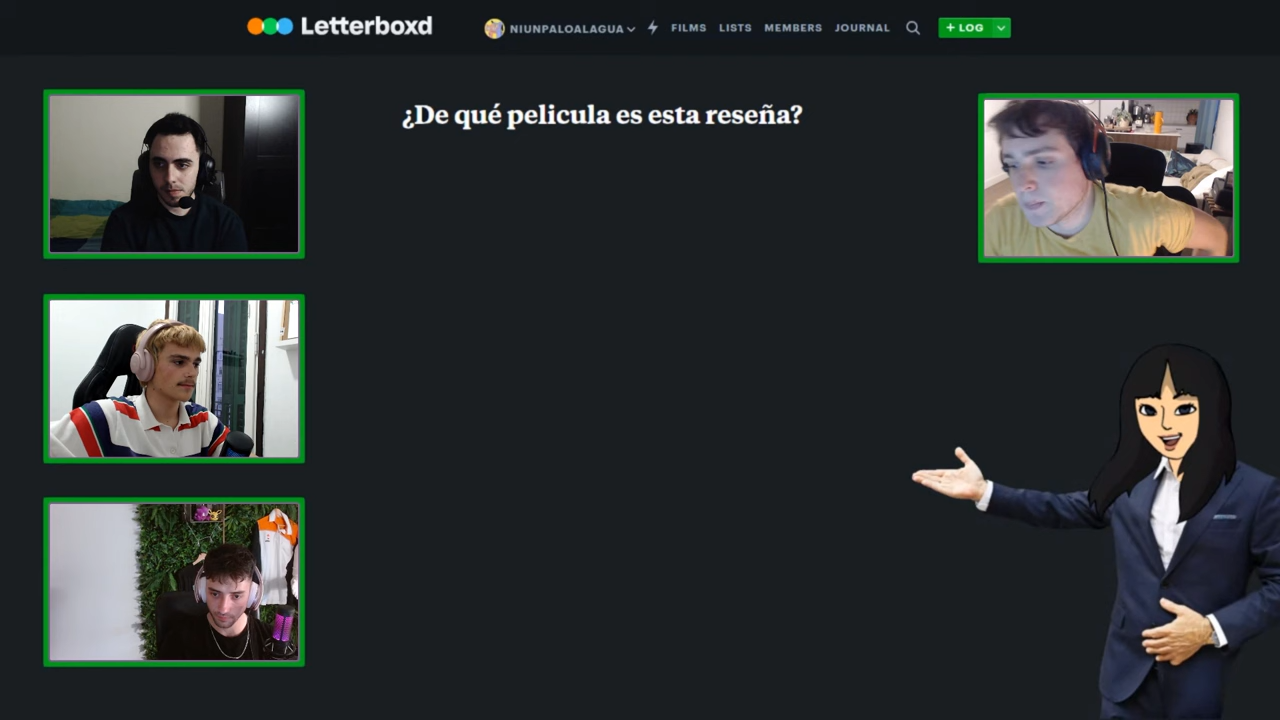 Letterboxd
NIUNPALOALAGUA FILMS LISTS MEMBERS JOURNAL + LOG
¿De qué pelicula es esta reseña?